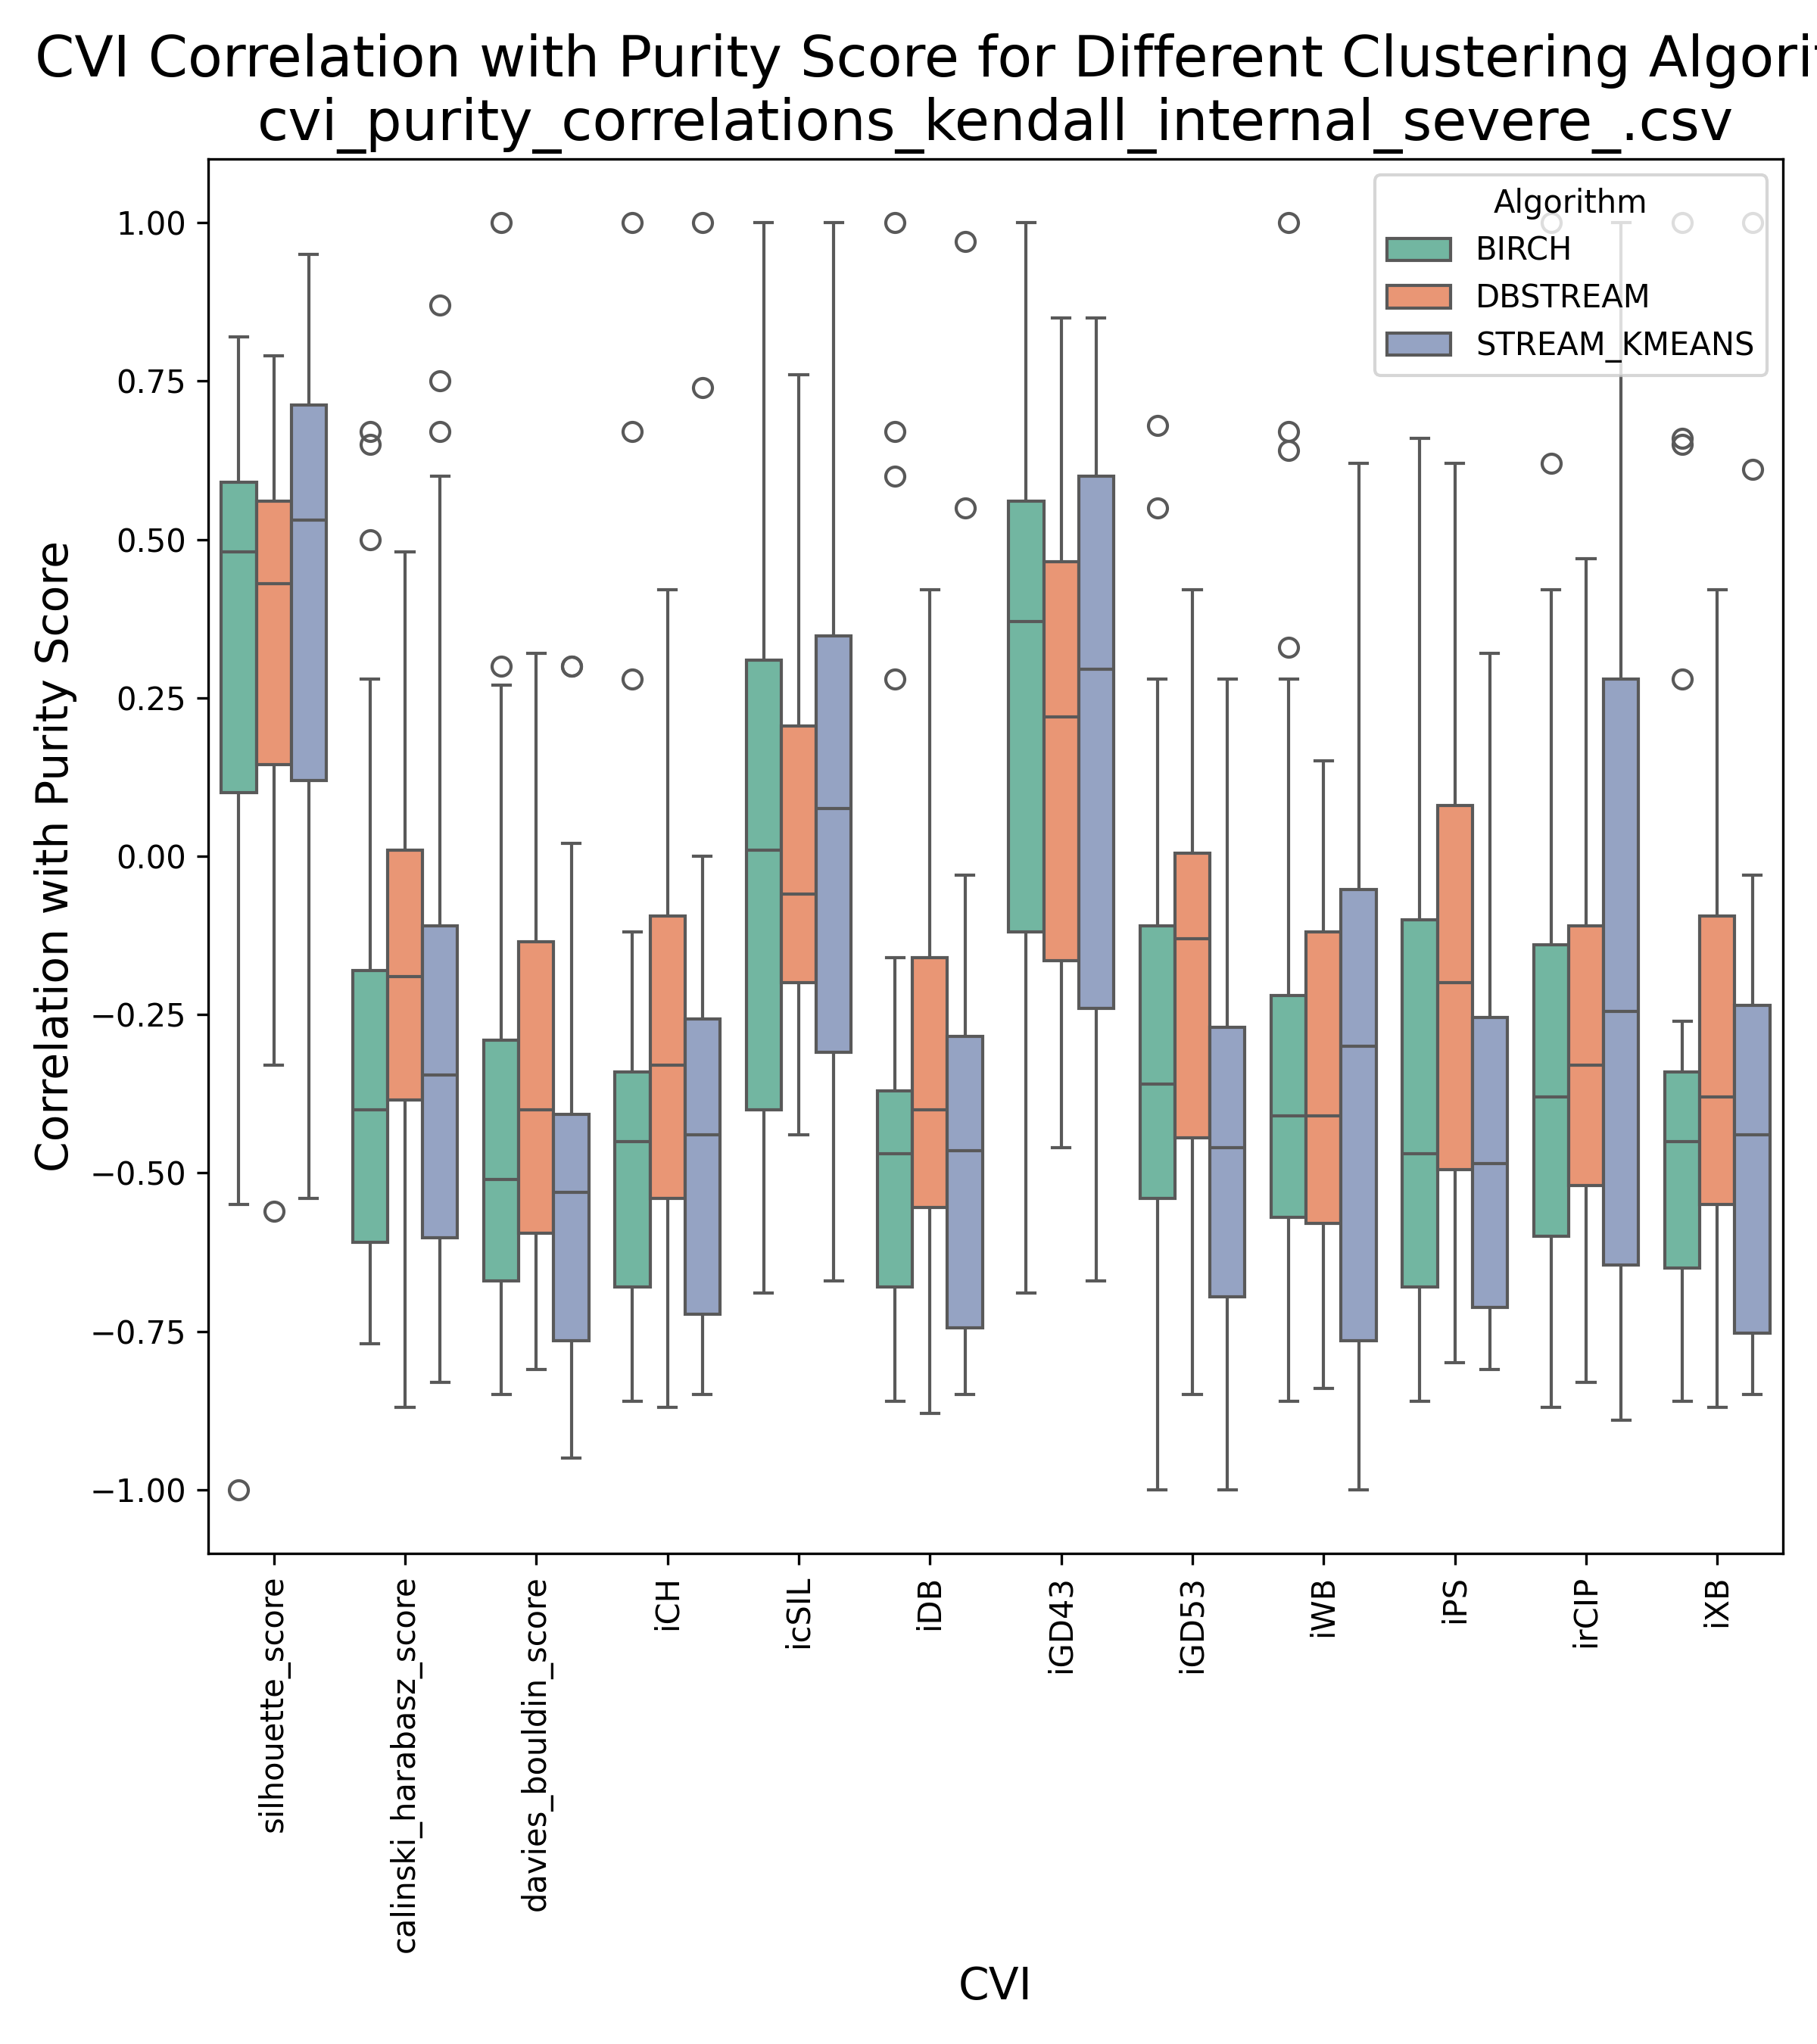 CVI Correlation with Purity Score for Different Clustering Algori
cvi_purity_correlations_kendall_internal_severe_.csv
Algorithm
BIRCH
DBSTREAM
STREAM_KMEANS
Correlation with Purity Score
1.00
0.75
0.50
0.25
0.00
−0.25
−0.50
−0.75
−1.00
silhouette_score
calinski_harabasz_score
davies_bouldin_score
iCH
icSIL
iDB
iGD43
iGD53
iWB
iPS
irCIP
iXB
CVI